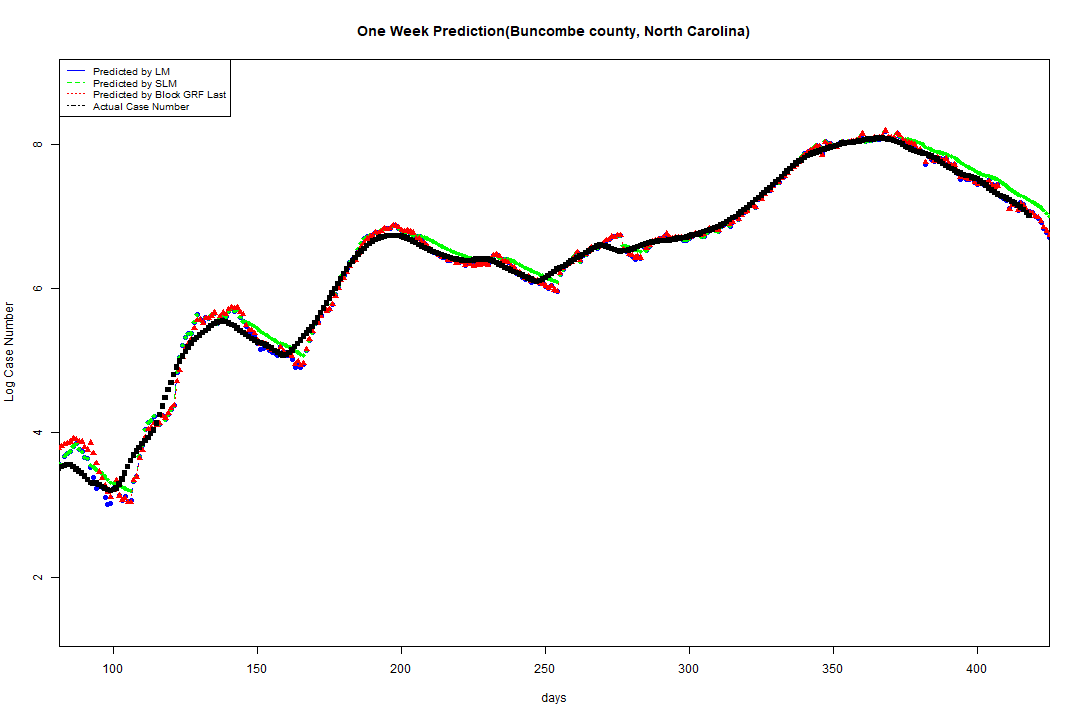 One Week Prediction(Buncombe county, North Carolina)
Predicted by LM
Predicted by SLM
Predicted by Block GRF Last
Actual Case Number
Log Case Number
8
6
4
2
100 150 200 250 300 350 400
days